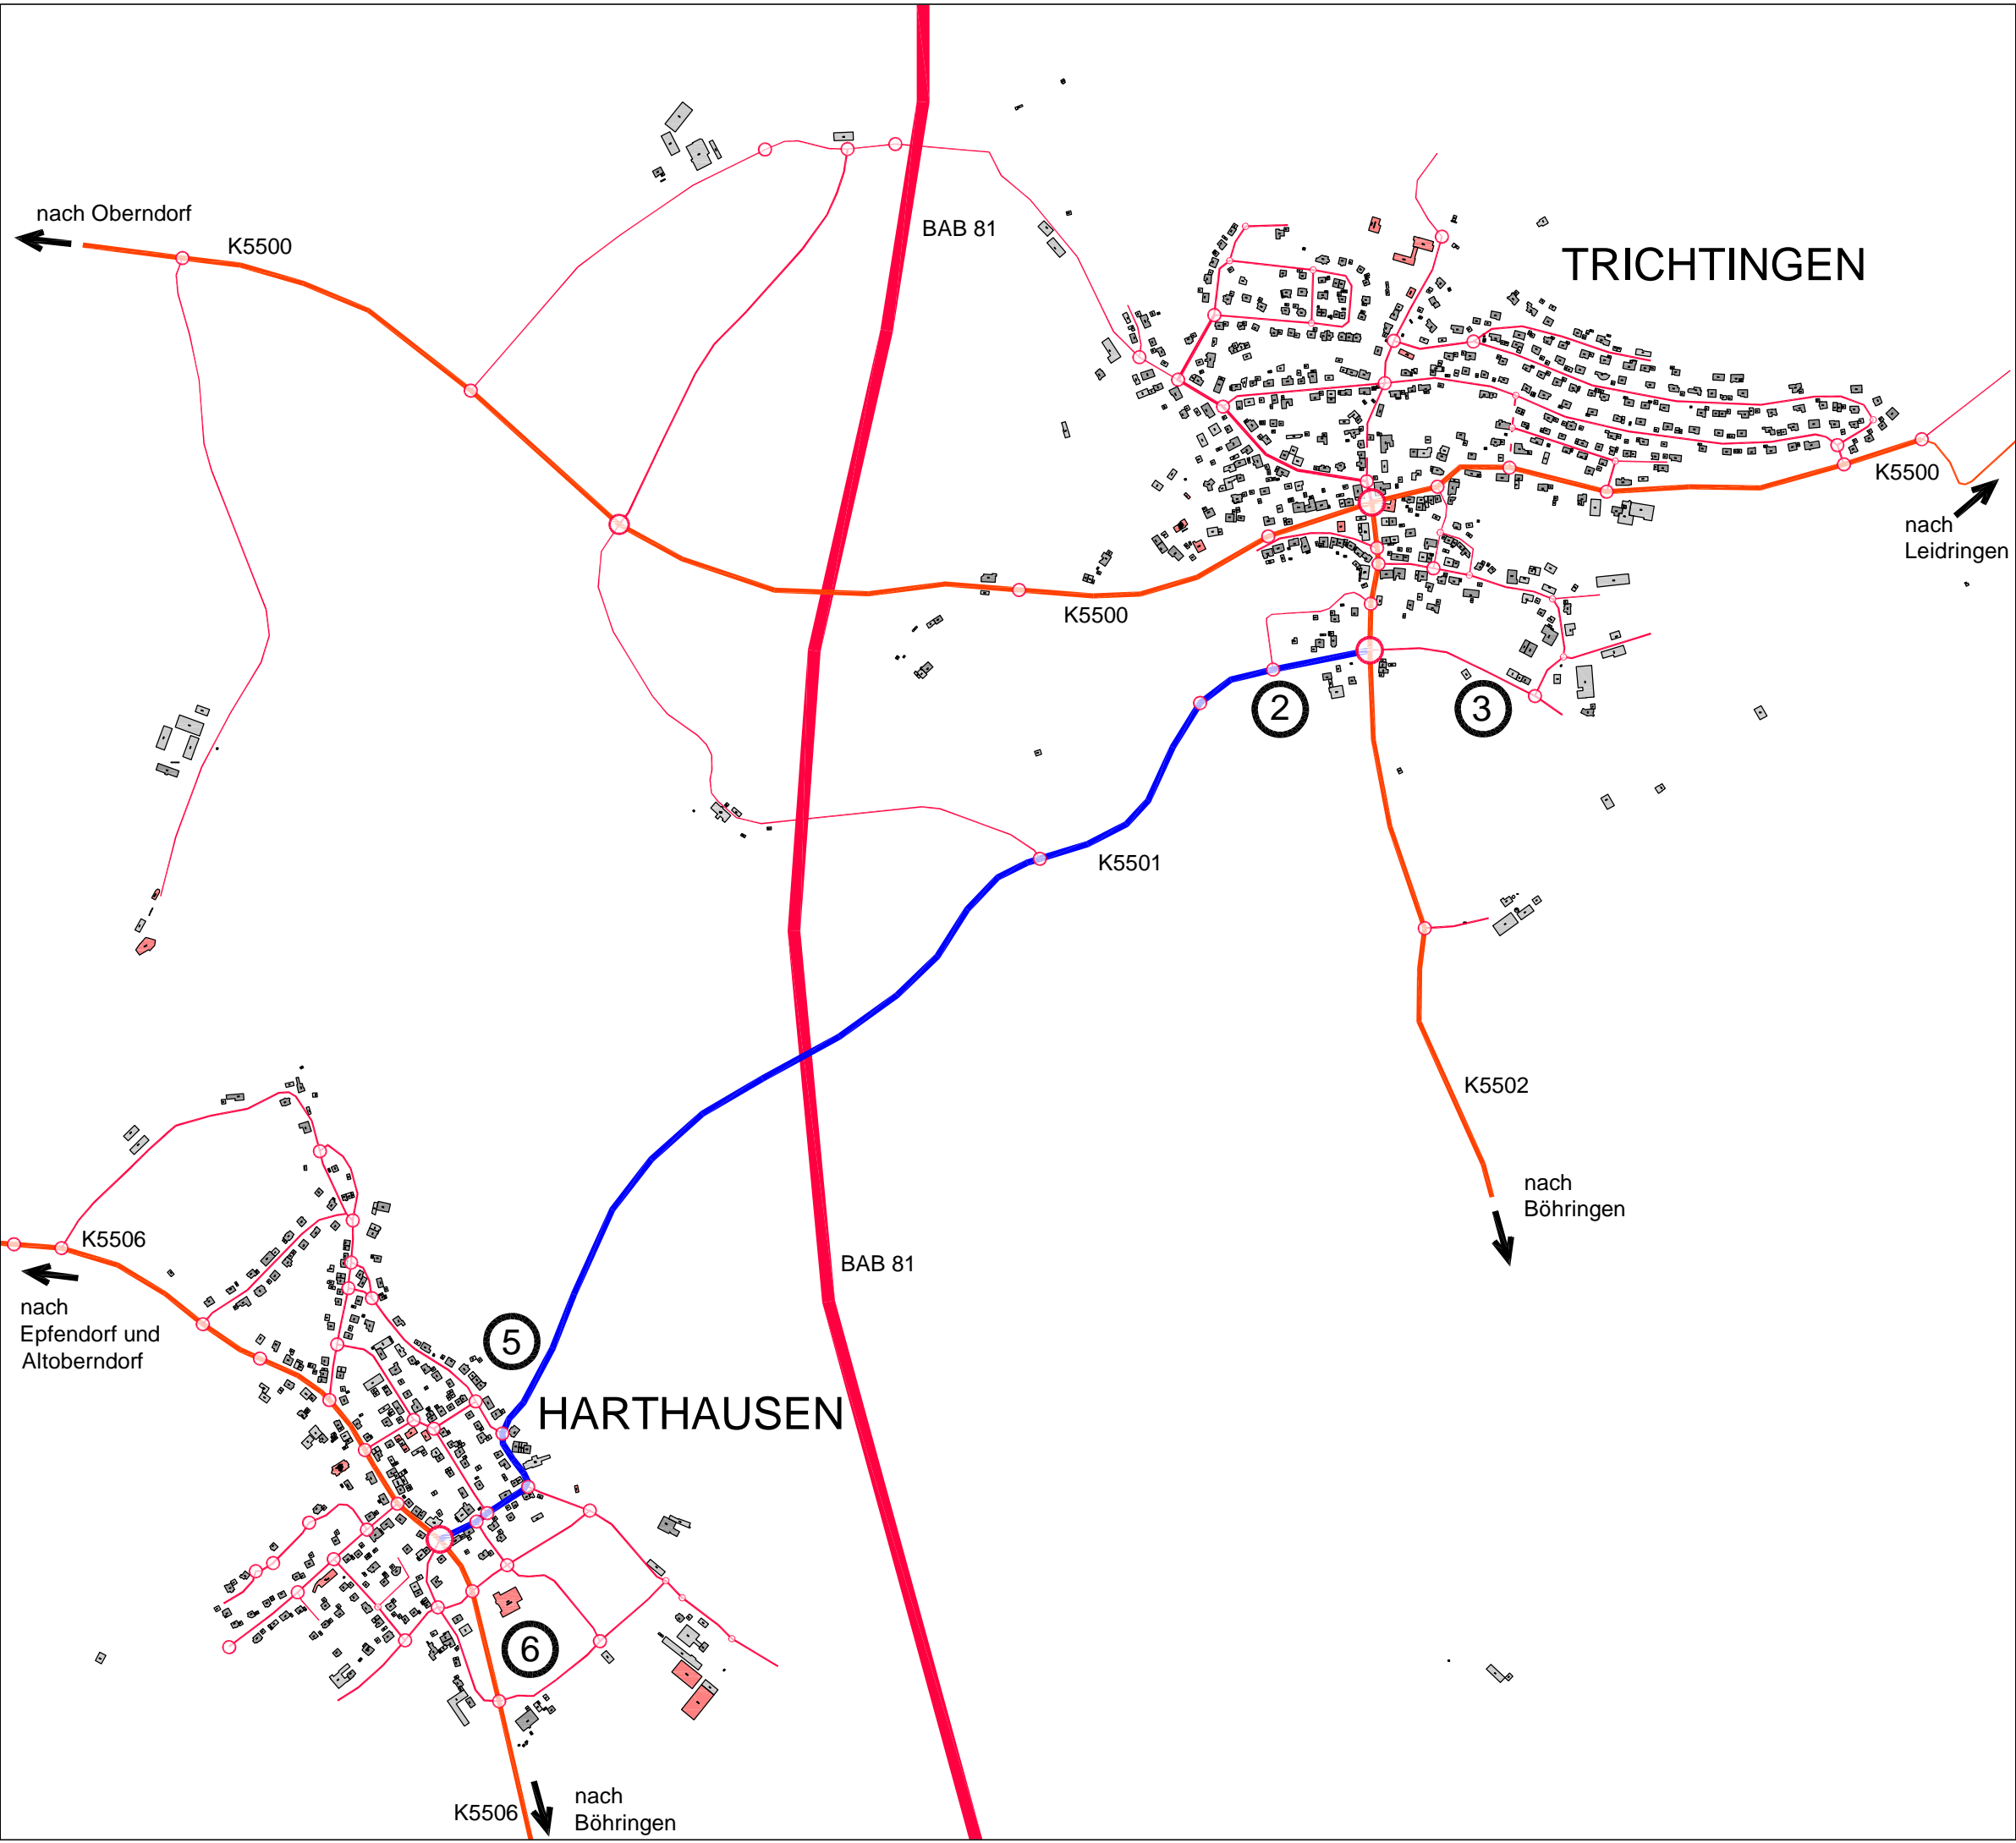 nach Oberndorf
K5500
BAB 81
TRICHTINGEN
K5500
nach
Leidringen
K5500
2
3
K5501
K5502
nach
Böhringen
K5506
nach
Epfendorf und
Altoberndorf
BAB 81
5
HARTHAUSEN
6
K5506
nach
Böhringen